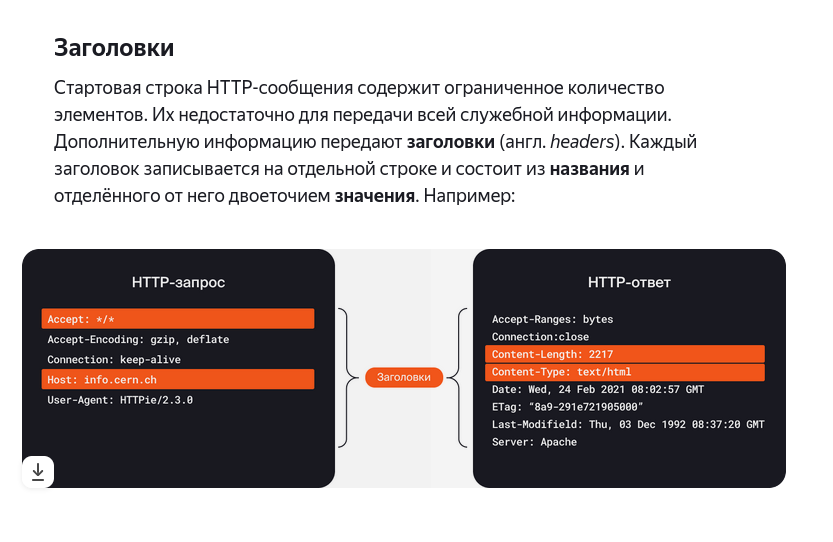 Заголовки
Стартовая строка HTTP-сообщения содержит ограниченное количество
элементов. Их недостаточно для передачи всей служебной информации.
Дополнительную информацию передают заголовки (англ. headers). Каждый
заголовок записывается на отдельной строке и состоит из названия и
отделённого от него двоеточием значения. Например:
HTTP-запрос
Accept: */*
Accept-Encoding: gzip, deflate
Connection: keep-alive
Host: info.cern.ch
User-Agent: HTTPie/2.3.0
Заголовки
HTTP-ответ
Accept-Ranges: bytes
Connection:close
Content-Length: 2217
Content-Type: text/html
Date: Wed, 24 Feb 2021 08:02:57 GMT
ETag: “8a9-291e721905000”
Last-Modifield: Thu, 03 Dec 1992 08:37:20 GMT
Server: Apache